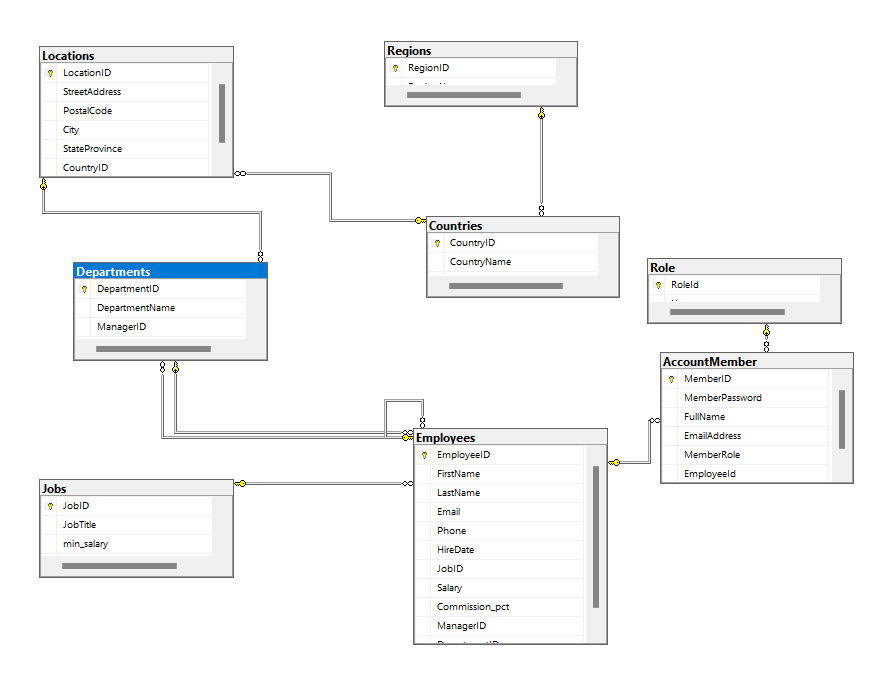 Locations
LocationID
StreetAddress
PostalCode
City
StateProvince
CountryID
Regions
RegionID
Countries
CountryID
CountryName
Departments
DepartmentID
DepartmentName
ManagerID
Role
RoleId
AccountMember
MemberID
MemberPassword
FullName
EmailAddress
MemberRole
EmployeeId
Employees
EmployeeID
FirstName
LastName
Email
Phone
HireDate
JobID
Salary
Commission_pct
ManagerID
Jobs
JobID
JobTitle
min_salary